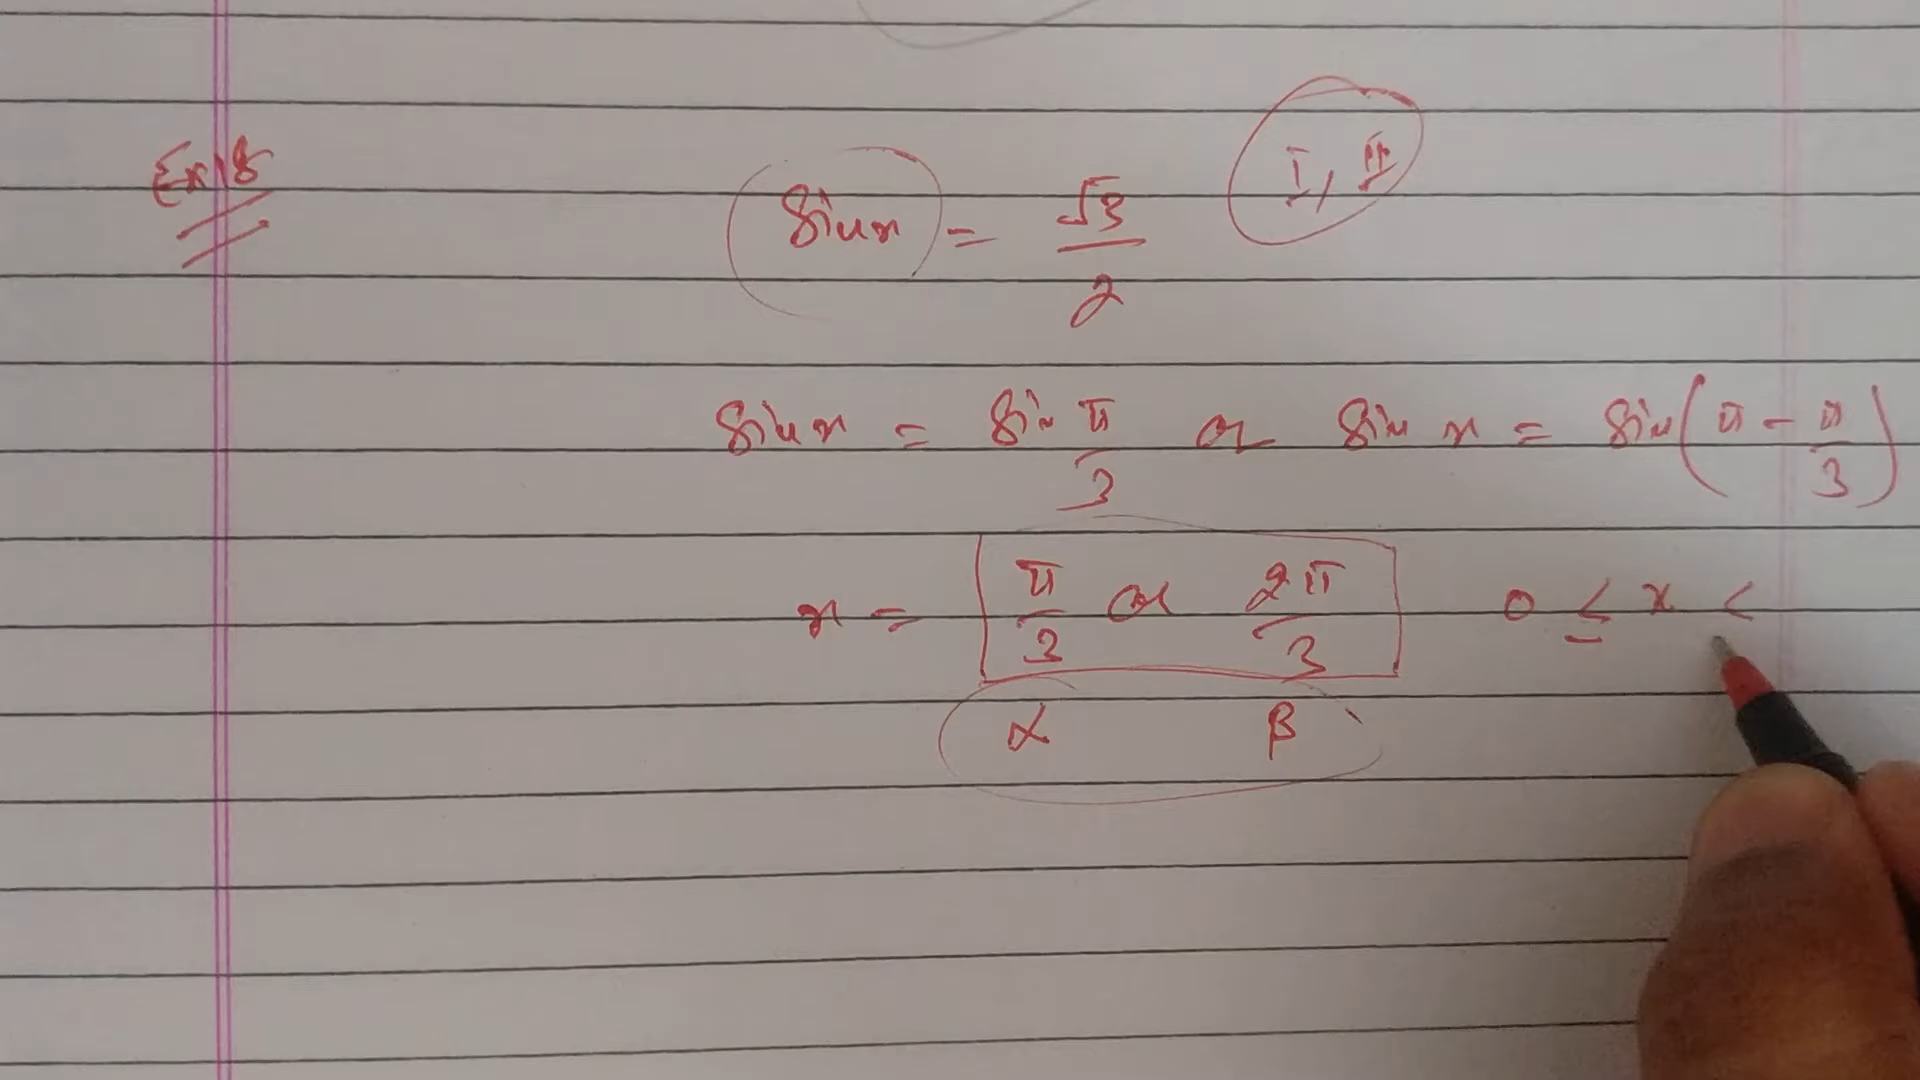 Ex 18
sin x = √3/2 I, II
sin x = sin π/3 or sin x = sin(π - π/3)
x = π/3 or 2π/3 0 ≤ x <
α β